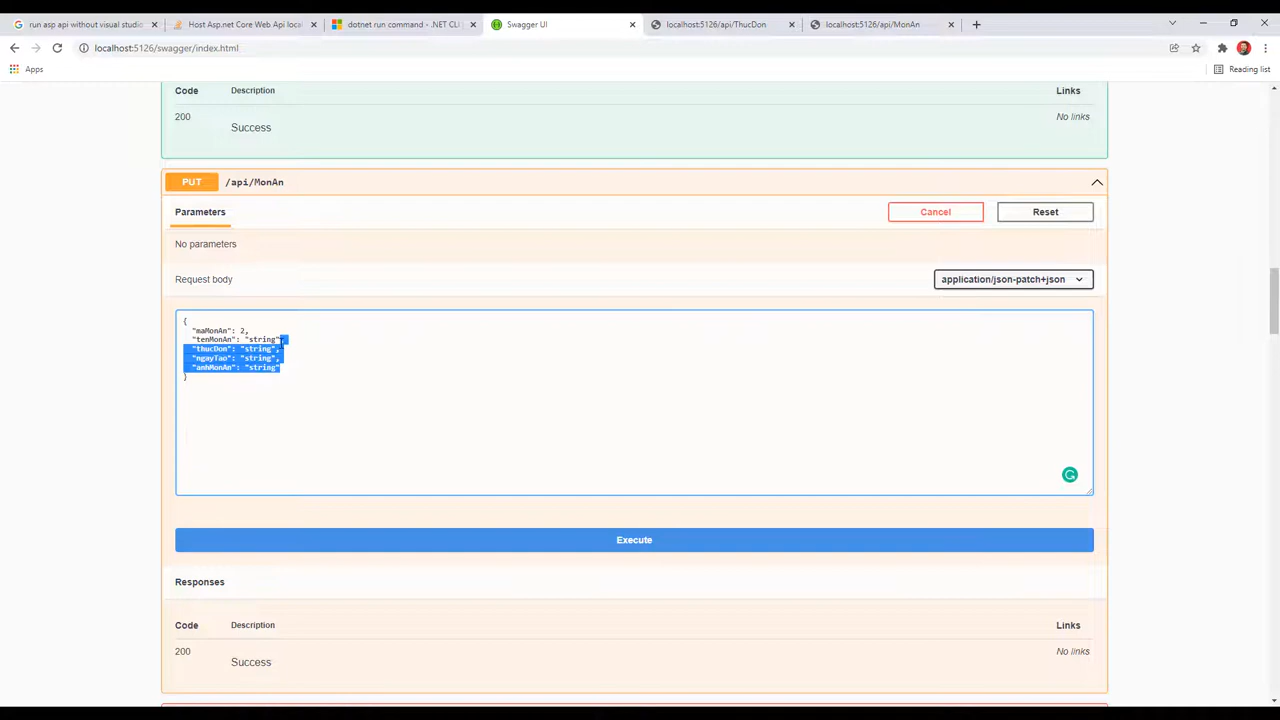 run asp api without visual studio
Host Asp.net Core Web Api local
dotnet run command - .NET CLI
Swagger UI
localhost:5126/api/ThucDon
localhost:5126/api/MonAn
localhost:5126/swagger/index.html
Apps
Reading list
Code Description Links
200 Success No links
PUT /api/MonAn
Parameters Cancel Reset
No parameters
Request body application/json-patch+json
{
"maMonAn": 2,
"tenMonAn": "string",
"thucDon": "string",
"ngayTao": "string",
"anhMonAn": "string"
}
Execute
Responses
Code Description Links
200 Success No links